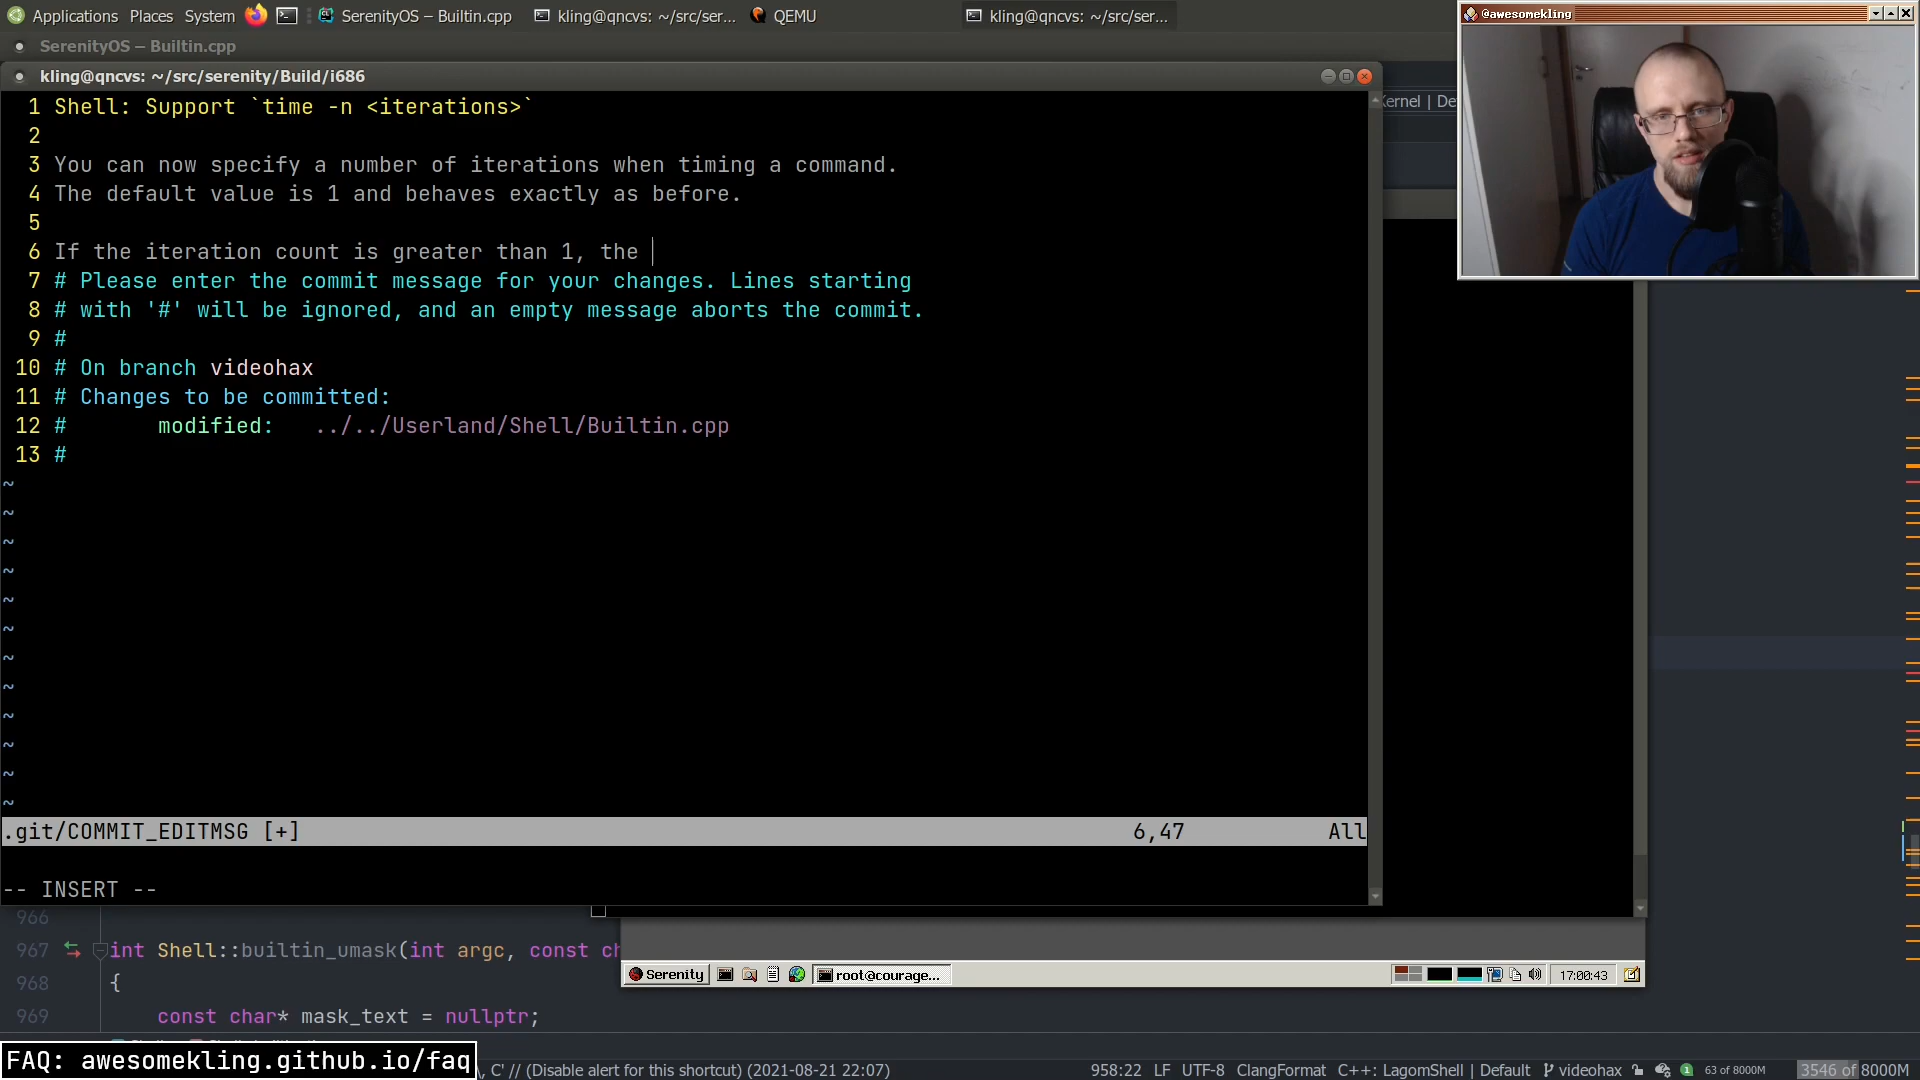 Applications Places System SerenityOS – Builtin.cpp kling@qncvs: ~/src/ser... QEMU kling@qncvs: ~/src/ser...
@awesomekling
SerenityOS – Builtin.cpp
kling@qncvs: ~/src/serenity/Build/i686
Kernel | De
1 Shell: Support `time -n <iterations>`
2
3 You can now specify a number of iterations when timing a command.
4 The default value is 1 and behaves exactly as before.
5
6 If the iteration count is greater than 1, the
7 # Please enter the commit message for your changes. Lines starting
8 # with '#' will be ignored, and an empty message aborts the commit.
9 #
10 # On branch videohax
11 # Changes to be committed:
12 # modified: ../../Userland/Shell/Builtin.cpp
13 #
~
~
~
~
~
~
~
~
~
~
~
~
.git/COMMIT_EDITMSG [+] 6,47 All
-- INSERT --
966
967 int Shell::builtin_umask(int argc, const ch
968 {
969 const char* mask_text = nullptr;
Serenity root@courage... 17:00:43
FAQ: awesomekling.github.io/faq
, C' // (Disable alert for this shortcut) (2021-08-21 22:07) 958:22 LF UTF-8 ClangFormat C++: LagomShell | Default videohax 1 63 of 8000M 3546 of 8000M